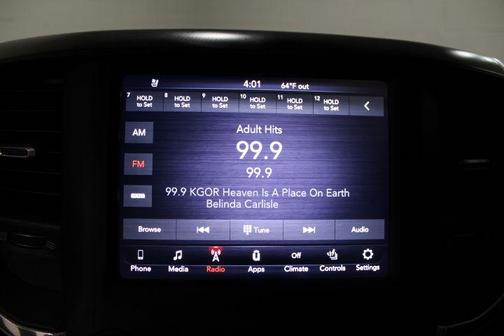 4:01 64°F out
7 HOLD to Set 8 HOLD to Set 9 HOLD to Set 10 HOLD to Set 11 HOLD to Set 12 HOLD to Set
AM
Adult Hits
99.9
FM
99.9
99.9 KGOR Heaven Is A Place On Earth
Belinda Carlisle
Browse Tune Audio
Off
Phone Media Radio Apps Climate Controls Settings